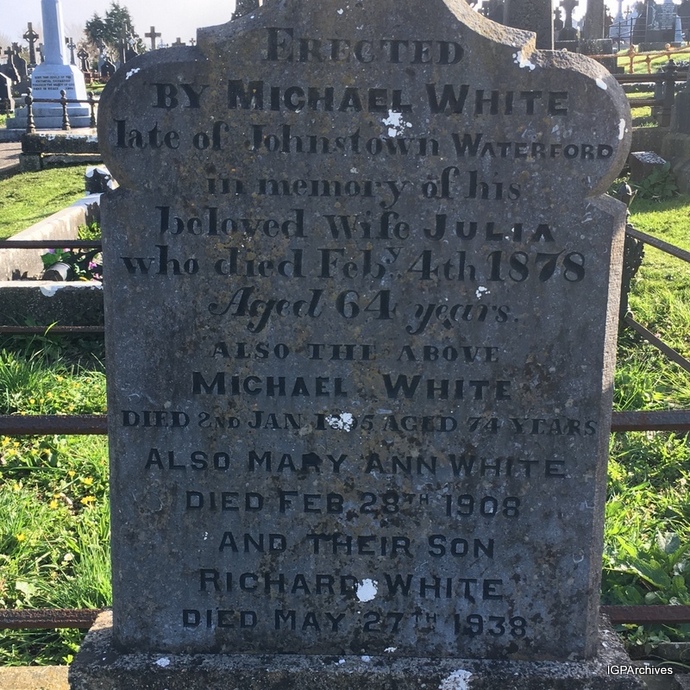 ERECTED
BY MICHAEL WHITE
late of Johnstown WATERFORD
in memory of his
beloved Wife JULIA
who died Feby. 4th 1878
Aged 64 years.
ALSO THE ABOVE
MICHAEL WHITE
DIED 2ND JAN AGED 74 YEARS
ALSO MARY ANN WHITE
DIED FEB 28TH 1908
AND THEIR SON
RICHARD WHITE
DIED MAY 27TH 1938
IGPArchives